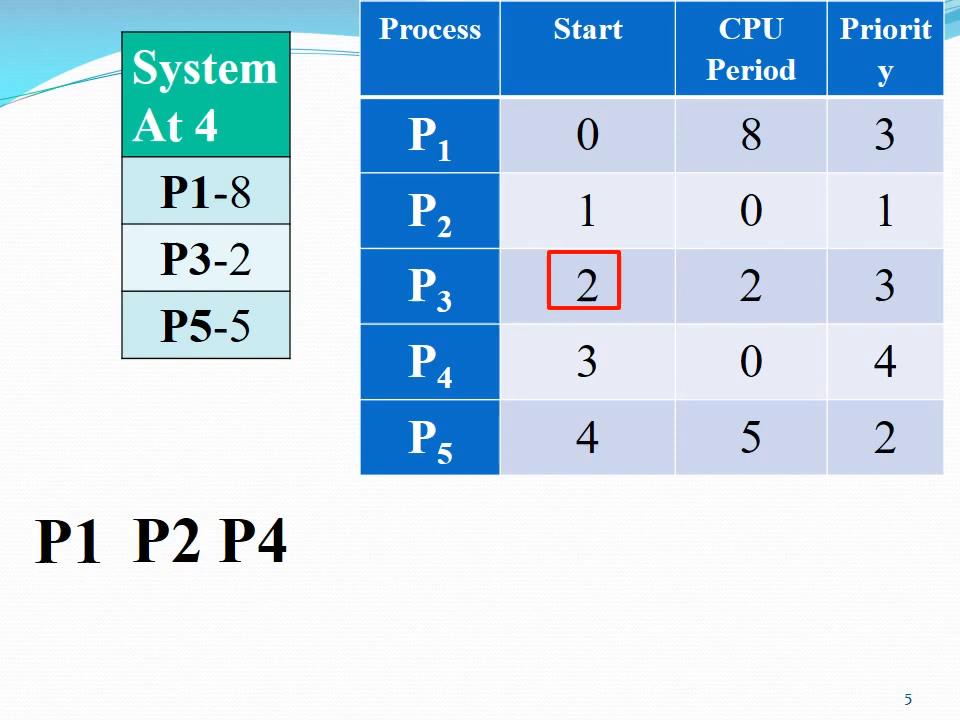 System
At 4
P1-8
P3-2
P5-5
Process Start CPU Period Priorit
y
P1 0 8 3
P2 1 0 1
P3 2 2 3
P4 3 0 4
P5 4 5 2
P1 P2 P4
5